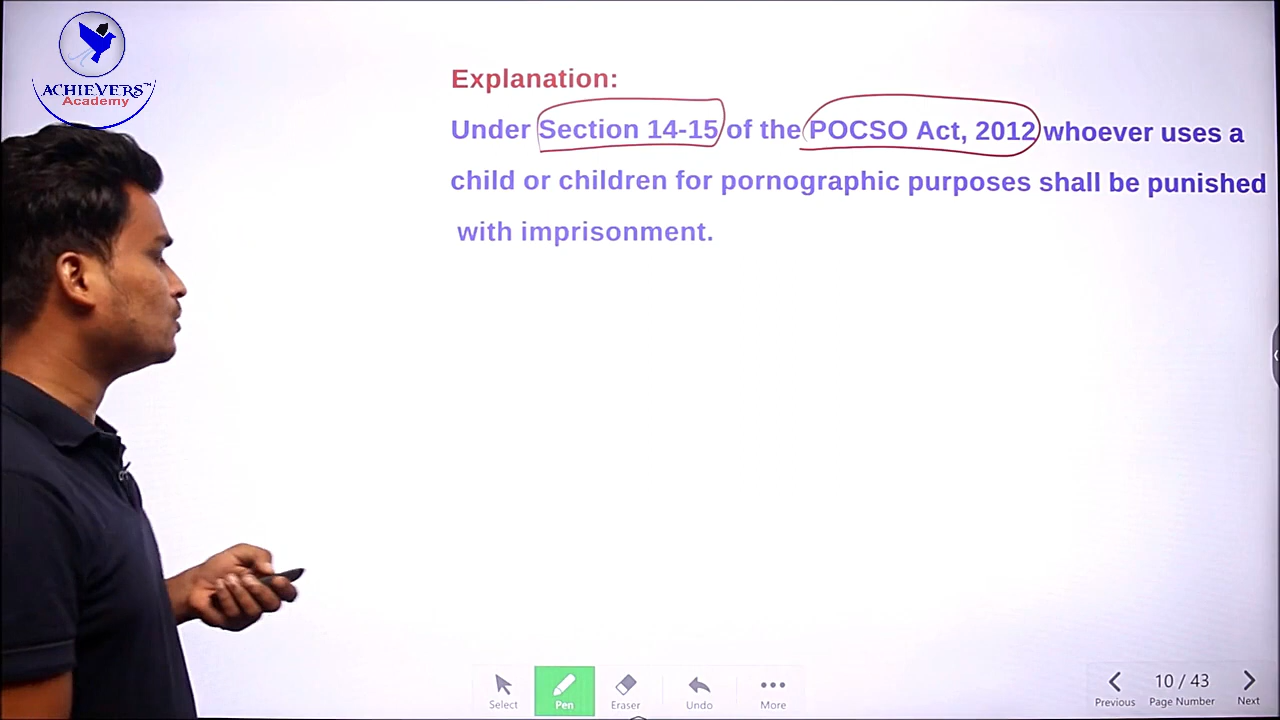 ACHIEVERS™
Academy
Explanation:
Under Section 14-15 of the POCSO Act, 2012 whoever uses a
child or children for pornographic purposes shall be punished
with imprisonment.
Select
Pen
Eraser
Undo
More
10 / 43
Previous
Page Number
Next